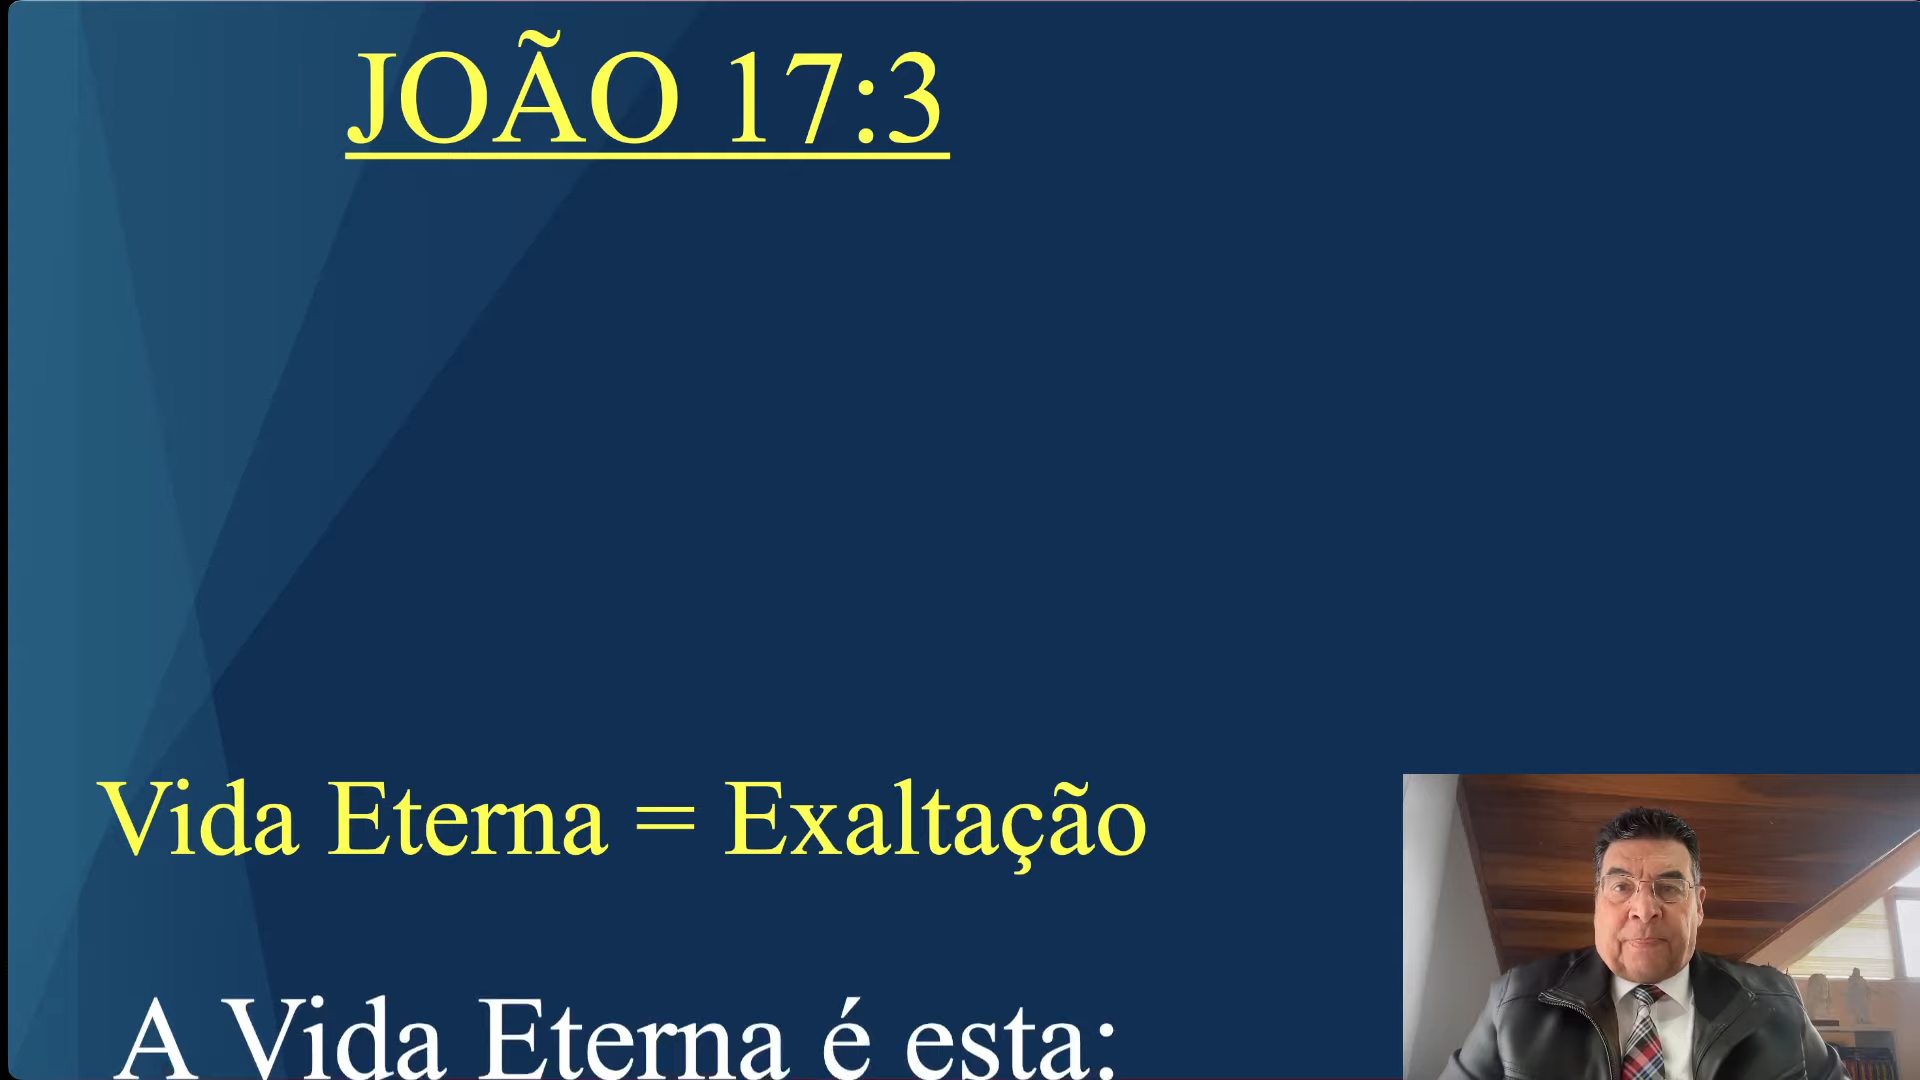 JOÃO 17:3
Vida Eterna = Exaltação
A Vida Eterna é esta: